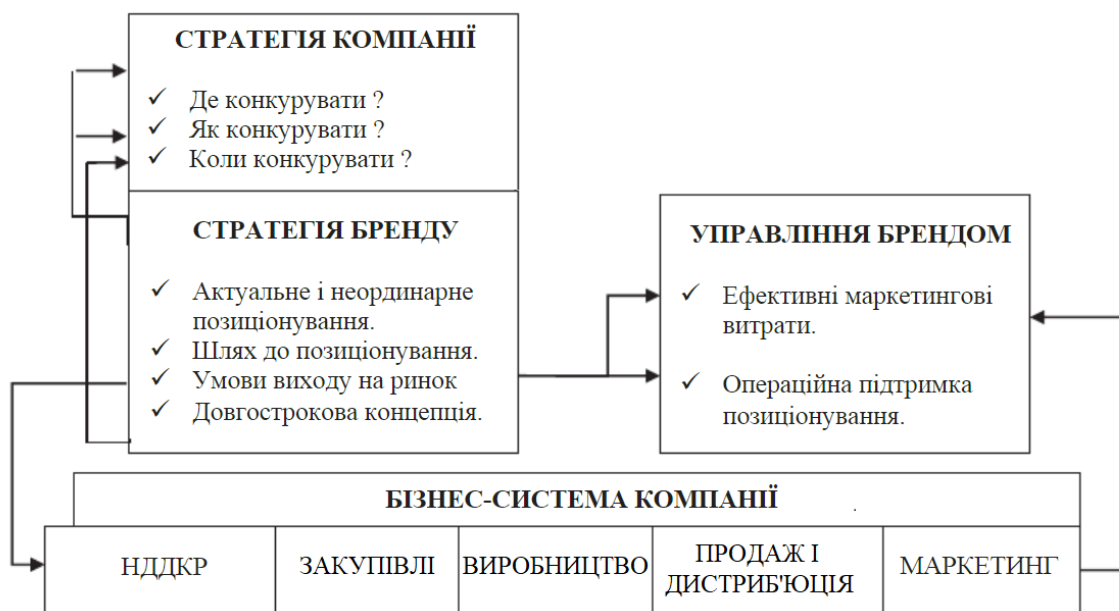 СТРАТЕГІЯ КОМПАНІЇ
✓ Де конкурувати ?
✓ Як конкурувати ?
✓ Коли конкурувати ?
СТРАТЕГІЯ БРЕНДУ
✓ Актуальне і неординарне
позиціонування.
✓ Шлях до позиціонування.
✓ Умови виходу на ринок
✓ Довгострокова концепція.
УПРАВЛІННЯ БРЕНДОМ
✓ Ефективні маркетингові
витрати.
✓ Операційна підтримка
позиціонування.
БІЗНЕС-СИСТЕМА КОМПАНІЇ .
НДДКР
ЗАКУПІВЛІ
ВИРОБНИЦТВО
ПРОДАЖ І
ДИСТРИБ'ЮЦІЯ
МАРКЕТИНГ